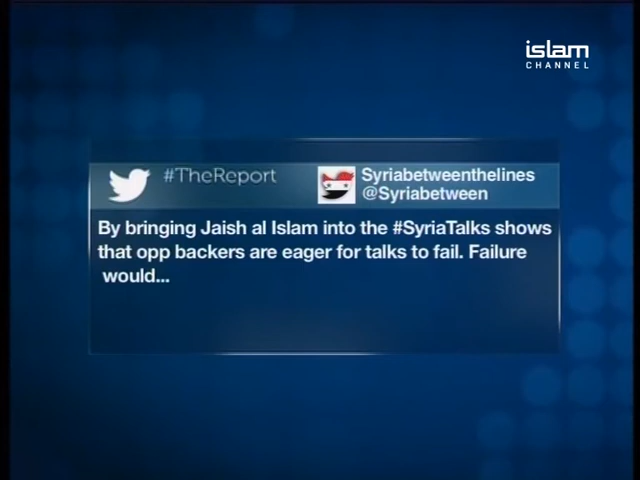 islam
CHANNEL
#TheReport
Syriabetweenthelines
@Syriabetween
By bringing Jaish al Islam into the #SyriaTalks shows
that opp backers are eager for talks to fail. Failure
would...